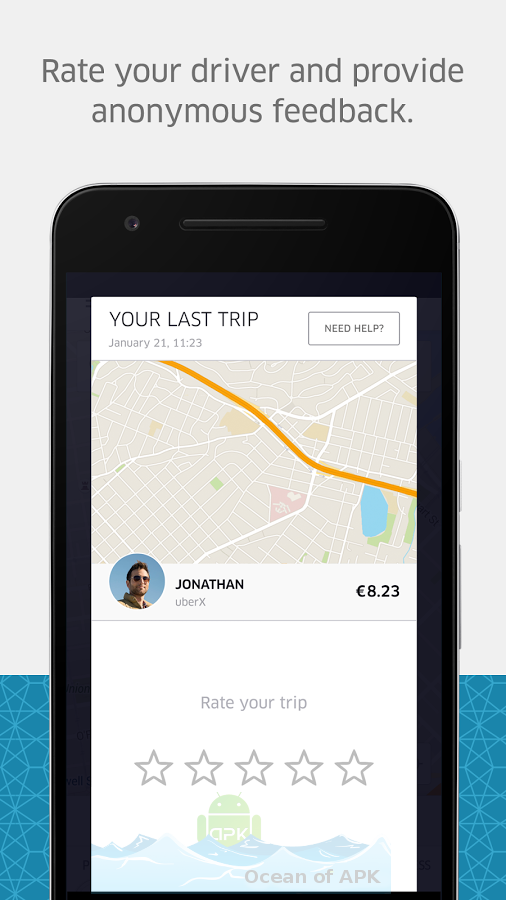 Rate your driver and provide
anonymous feedback.
YOUR LAST TRIP
NEED HELP?
January 21, 11:23
JONATHAN
€8.23
uberX
Rate your trip
APK
Ocean of APK